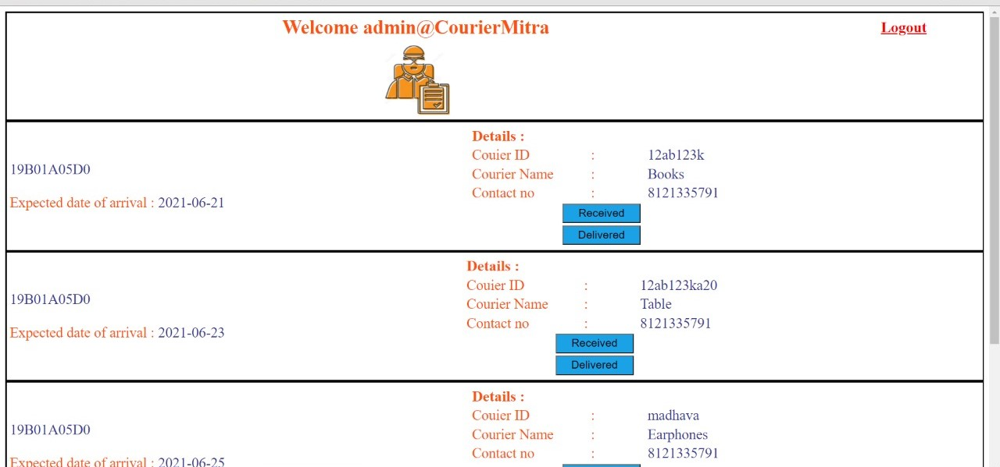 Welcome admin@CourierMitra
Logout
19B01A05D0
Expected date of arrival : 2021-06-21
Details :
Couier ID : 12ab123k
Courier Name : Books
Contact no : 8121335791
Received
Delivered
19B01A05D0
Expected date of arrival : 2021-06-23
Details :
Couier ID : 12ab123ka20
Courier Name : Table
Contact no : 8121335791
Received
Delivered
19B01A05D0
Expected date of arrival : 2021-06-25
Details :
Couier ID : madhava
Courier Name : Earphones
Contact no : 8121335791